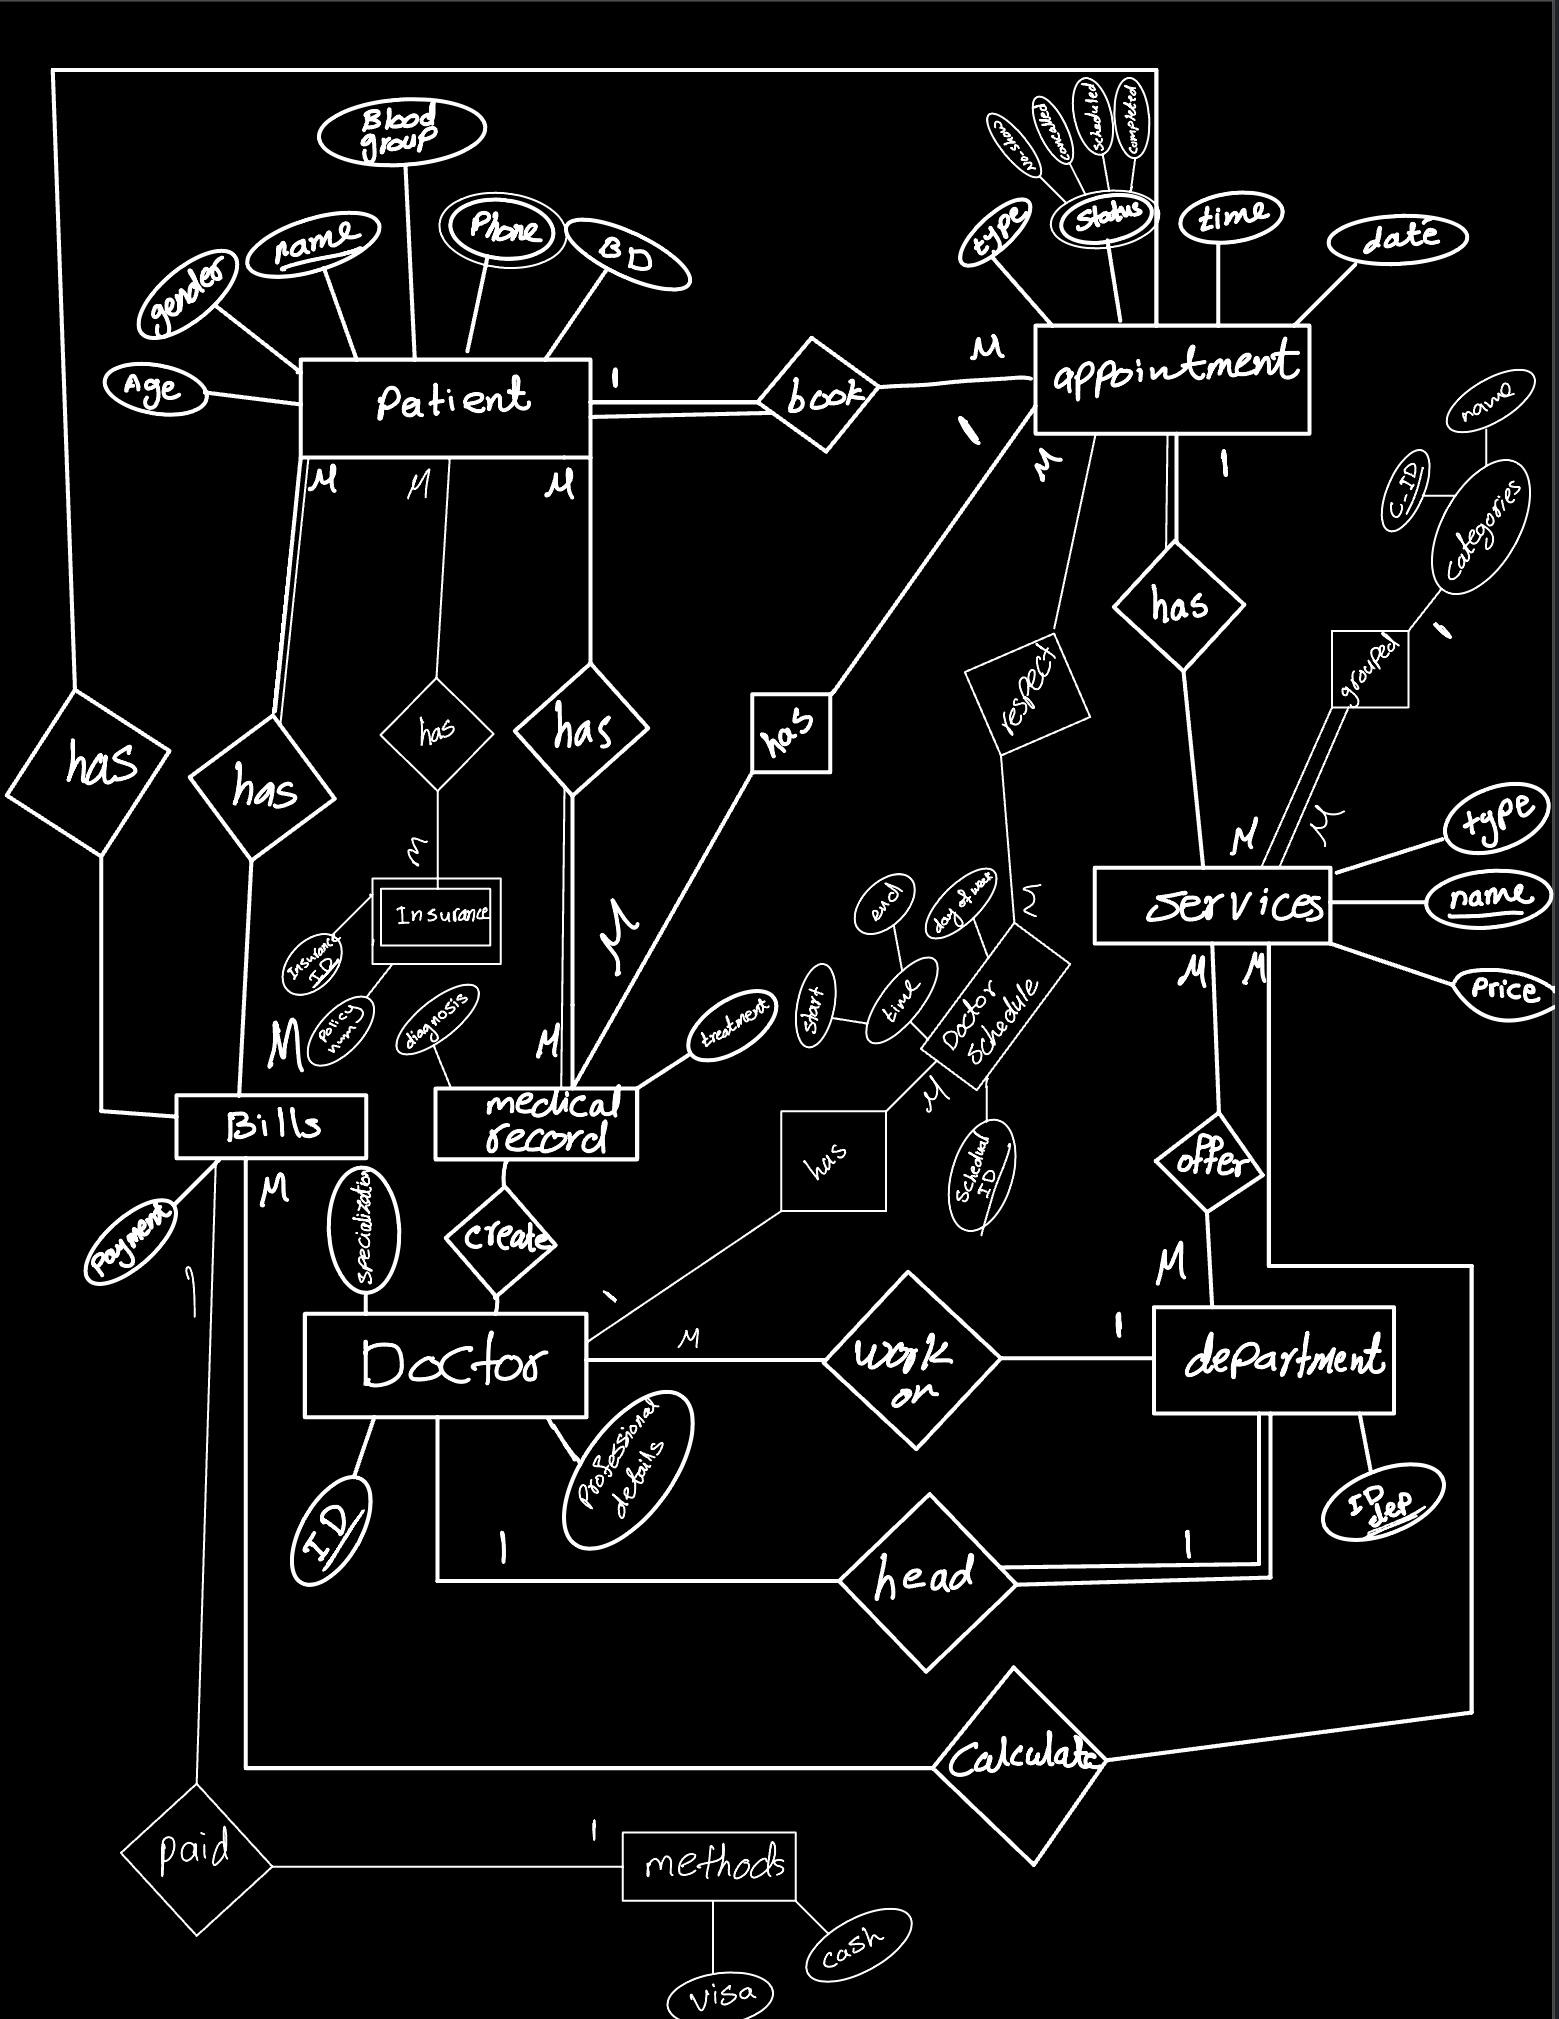 Blood
group
No-show
cancelled
Scheduled
Completed
gender
name
Phone
BD
type
Status
time
date
Age
Patient
1
book
M
appointment
name
C-ID
categories
M
M
M
1
M
1
1
has
grouped
respect
has
has
has
has
has
M
M
M
M
type
Services
name
Price
Insurance
Insurance
ID
Policy
num
M
diagnosis
M
treatment
end
day of week
start
time
Doctor
Schedule
M
M
M
M
Bills
medical
record
has
Schedual
ID
offer
M
payment
specialization
create
1
M
1
Doctor
M
work
on
1
department
ID
Professional
details
ID
dep
1
head
1
Calculate
paid
1
methods
cash
visa